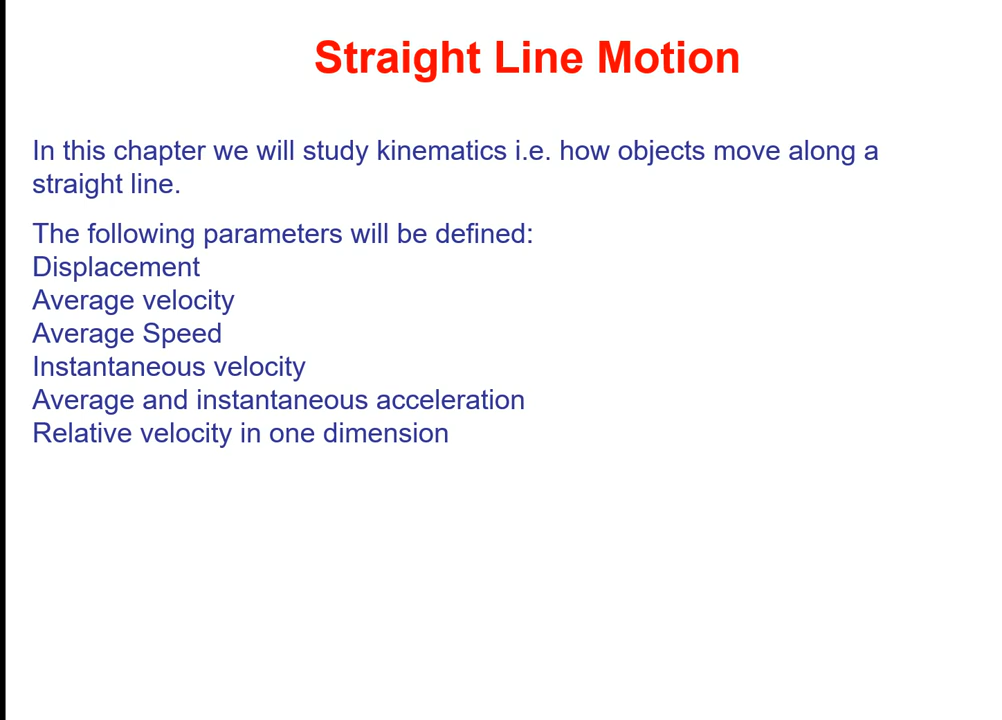 Straight Line Motion
In this chapter we will study kinematics i.e. how objects move along a
straight line.
The following parameters will be defined:
Displacement
Average velocity
Average Speed
Instantaneous velocity
Average and instantaneous acceleration
Relative velocity in one dimension